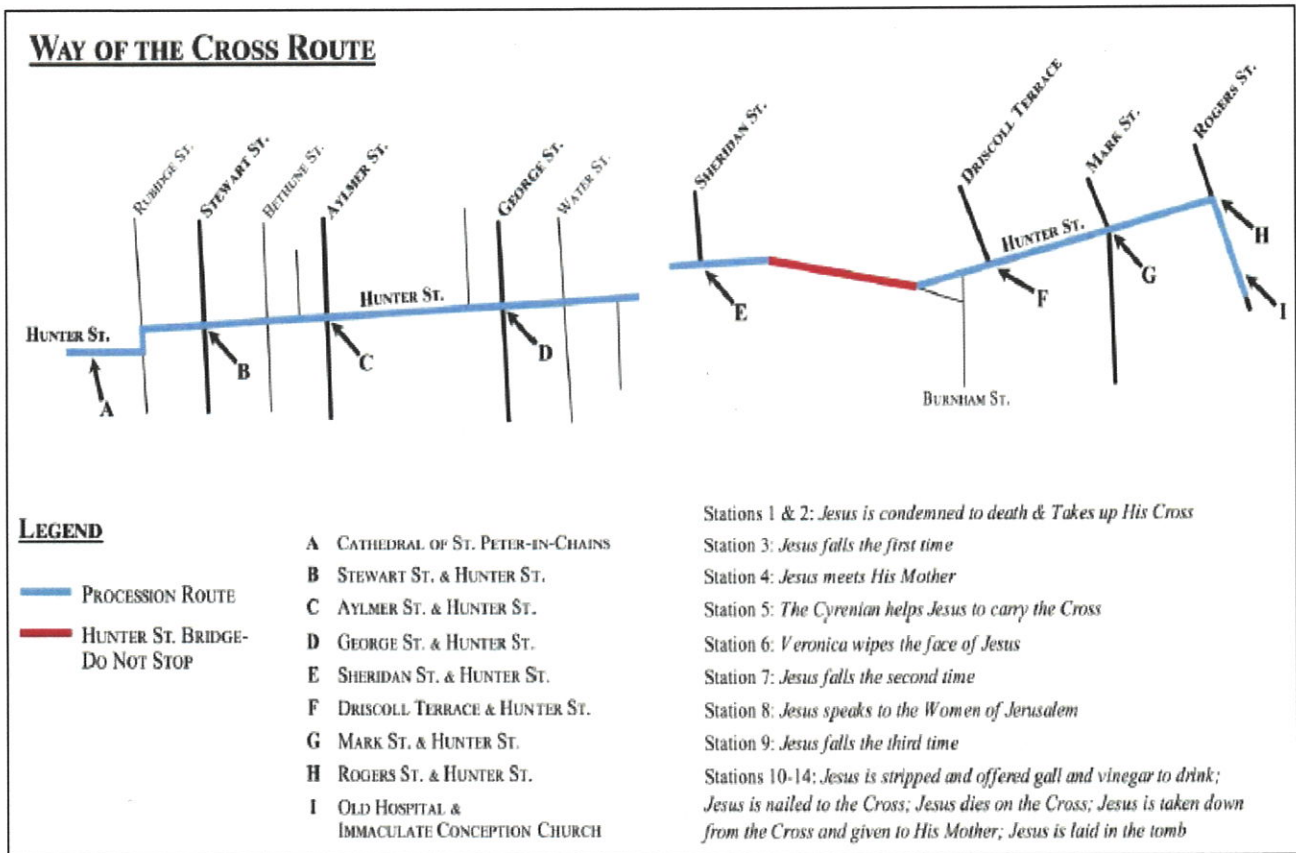 WAY OF THE CROSS ROUTE
RUBIDGE ST.
STEWART ST.
BETHUNE ST.
AYLMER ST.
GEORGE ST.
WATER ST.
SHERIDAN ST.
DRISCOLL TERRACE
MARK ST.
ROGERS ST.
HUNTER ST.
HUNTER ST.
HUNTER ST.
A
B
C
D
E
F
G
H
I
BURNHAM ST.
LEGEND
PROCESSION ROUTE
HUNTER ST. BRIDGE-
DO NOT STOP
A CATHEDRAL OF ST. PETER-IN-CHAINS
B STEWART ST. & HUNTER ST.
C AYLMER ST. & HUNTER ST.
D GEORGE ST. & HUNTER ST.
E SHERIDAN ST. & HUNTER ST.
F DRISCOLL TERRACE & HUNTER ST.
G MARK ST. & HUNTER ST.
H ROGERS ST. & HUNTER ST.
I OLD HOSPITAL &
IMMACULATE CONCEPTION CHURCH
Stations 1 & 2: Jesus is condemned to death & Takes up His Cross
Station 3: Jesus falls the first time
Station 4: Jesus meets His Mother
Station 5: The Cyrenian helps Jesus to carry the Cross
Station 6: Veronica wipes the face of Jesus
Station 7: Jesus falls the second time
Station 8: Jesus speaks to the Women of Jerusalem
Station 9: Jesus falls the third time
Stations 10-14: Jesus is stripped and offered gall and vinegar to drink;
Jesus is nailed to the Cross; Jesus dies on the Cross; Jesus is taken down
from the Cross and given to His Mother; Jesus is laid in the tomb